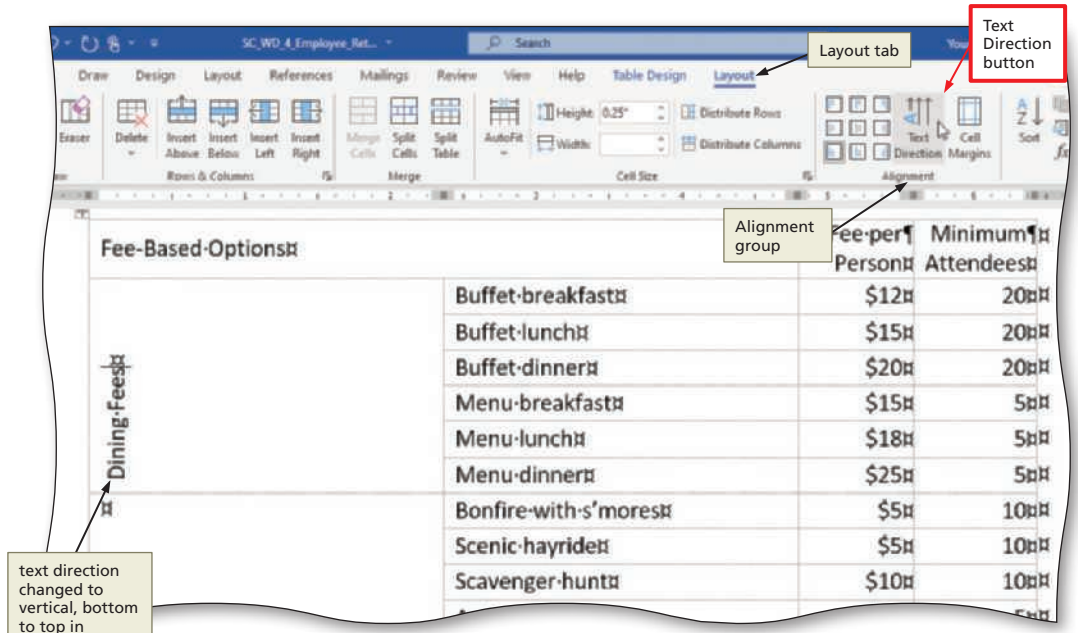 Text
Direction
button
SC_WD_4_Employee_Ret...
Search
You
Layout tab
Draw Design Layout References Mailings Review View Help Table Design Layout
Eraser
Delete
Insert Above
Insert Below
Insert Left
Insert Right
Merge Cells
Split Cells
Split Table
AutoFit
Height: 0.25"
Width:
Distribute Rows
Distribute Columns
Text Direction
Cell Margins
Sort
Rows & Columns
Merge
Cell Size
Alignment
Alignment
group
Fee-Based·Options¤
Fee·per¶
Person¤
Minimum¶¤
Attendees¤
Dining·Fees¤
Buffet·breakfast¤ $12¤ 20¤¤
Buffet·lunch¤ $15¤ 20¤¤
Buffet·dinner¤ $20¤ 20¤¤
Menu·breakfast¤ $15¤ 5¤¤
Menu·lunch¤ $18¤ 5¤¤
Menu·dinner¤ $25¤ 5¤¤
¤
Bonfire·with·s'mores¤ $5¤ 10¤¤
Scenic·hayride¤ $5¤ 10¤¤
Scavenger·hunt¤ $10¤ 10¤¤
text direction
changed to
vertical, bottom
to top in